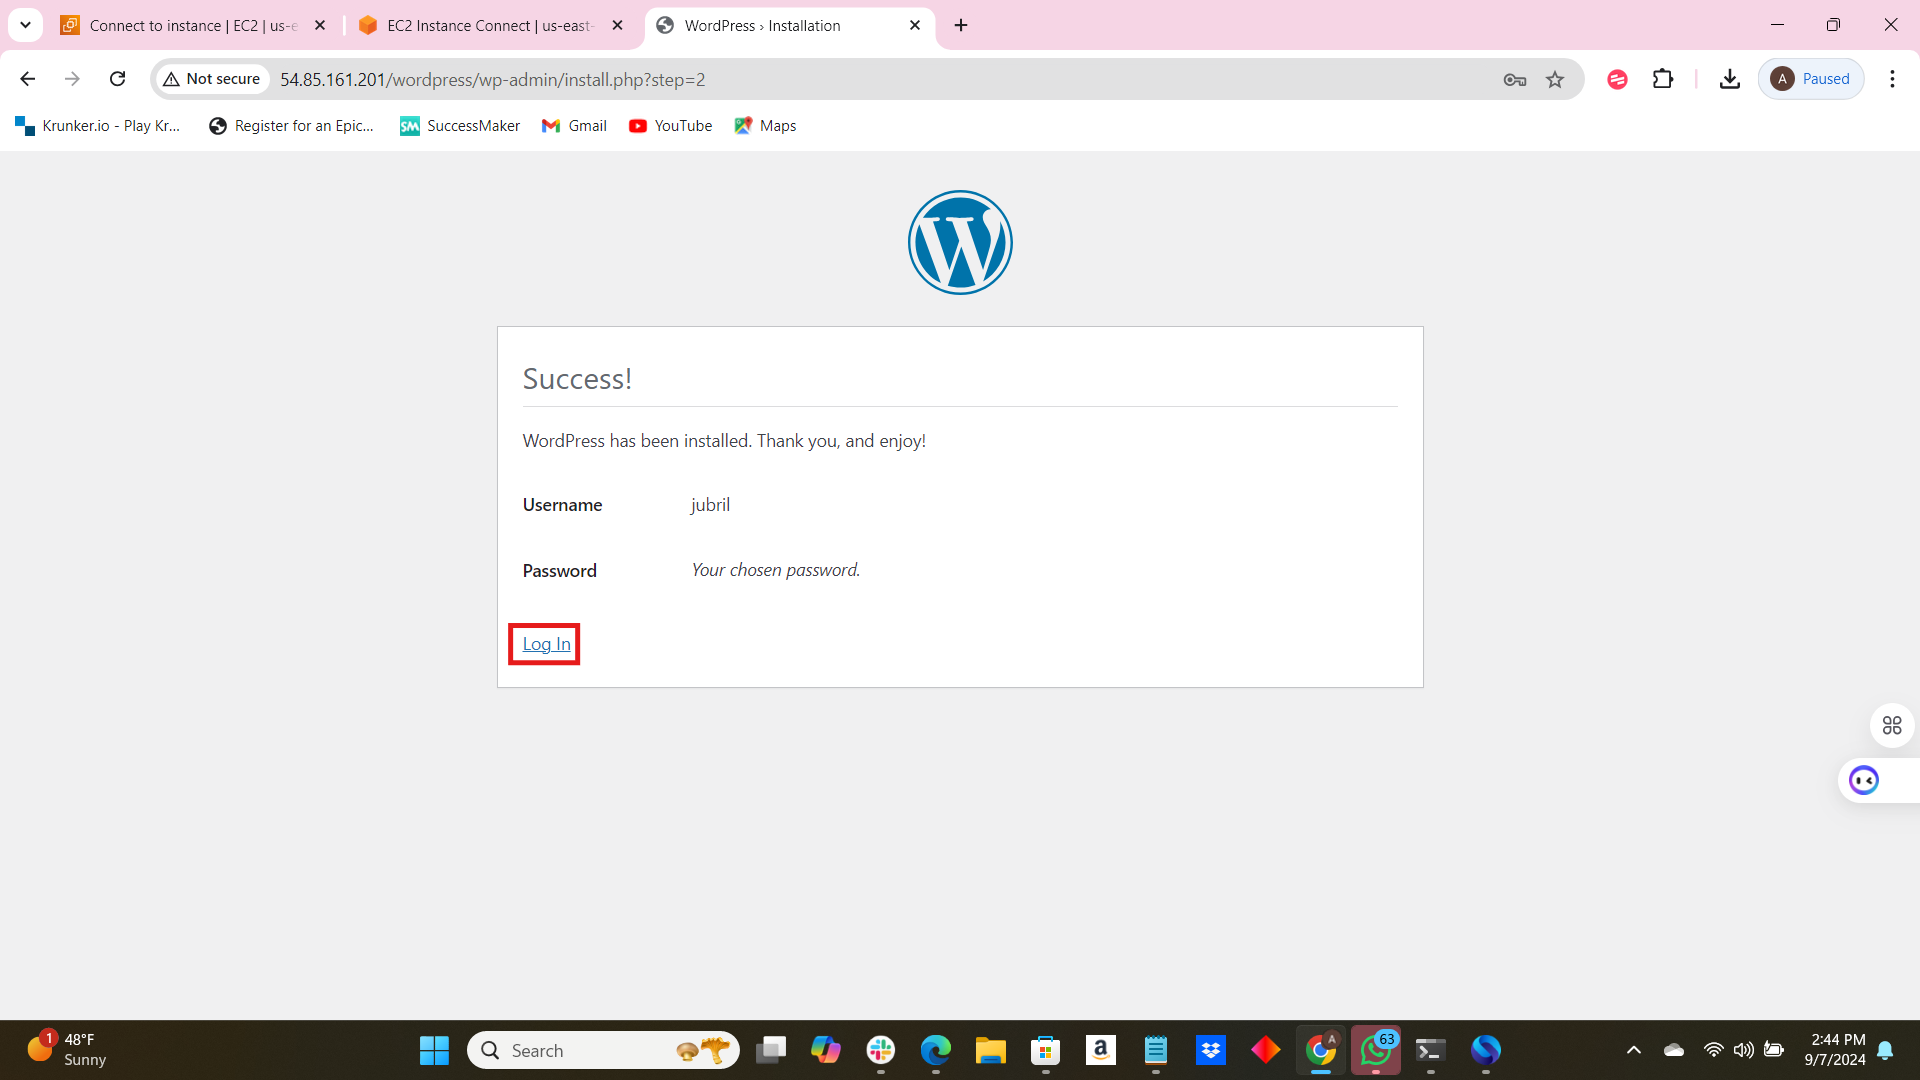 Connect to instance | EC2 | us-e
EC2 Instance Connect | us-east-
WordPress › Installation
Not secure
54.85.161.201/wordpress/wp-admin/install.php?step=2
A
Paused
Krunker.io - Play Kr...
Register for an Epic...
SM
SuccessMaker
Gmail
YouTube
Maps
W
Success!
WordPress has been installed. Thank you, and enjoy!
Username
jubril
Password
Your chosen password.
Log In
1
48°F
Sunny
Search
a
A
63
2:44 PM
9/7/2024